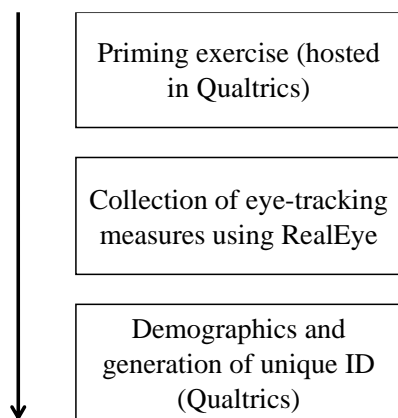 Priming exercise (hosted
in Qualtrics)
Collection of eye-tracking
measures using RealEye
Demographics and
generation of unique ID
(Qualtrics)